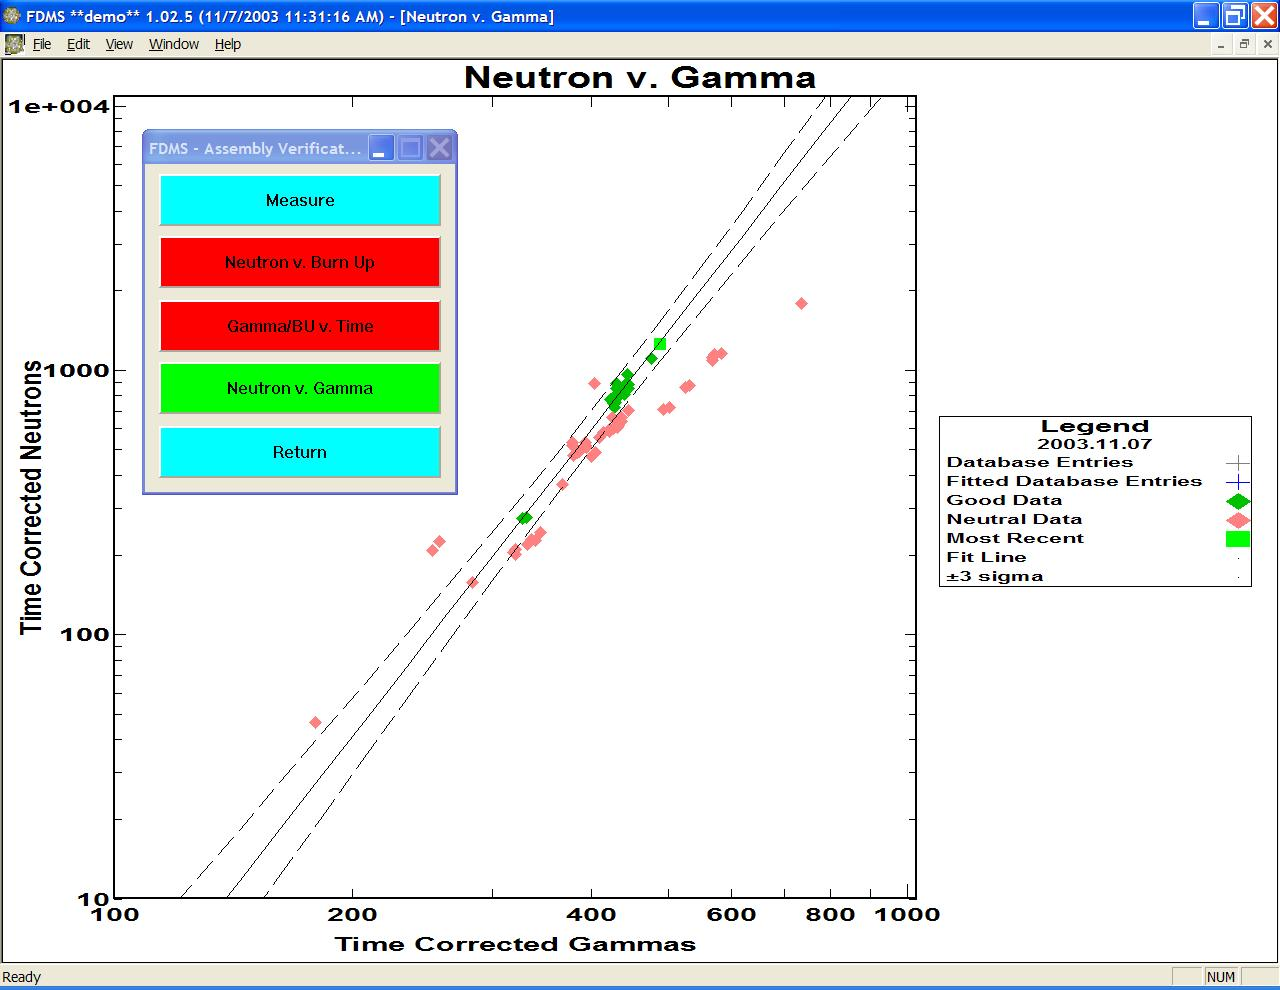 FDMS **demo** 1.02.5 (11/7/2003 11:31:16 AM) - [Neutron v. Gamma]
File Edit View Window Help
Neutron v. Gamma
1e+004
1000
100
10
Time Corrected Neutrons
FDMS - Assembly Verificat...
Measure
Neutron v. Burn Up
Gamma/BU v. Time
Neutron v. Gamma
Return
Legend
2003.11.07
Database Entries
Fitted Database Entries
Good Data
Neutral Data
Most Recent
Fit Line
±3 sigma
100 200 400 600 800 1000
Time Corrected Gammas
Ready NUM